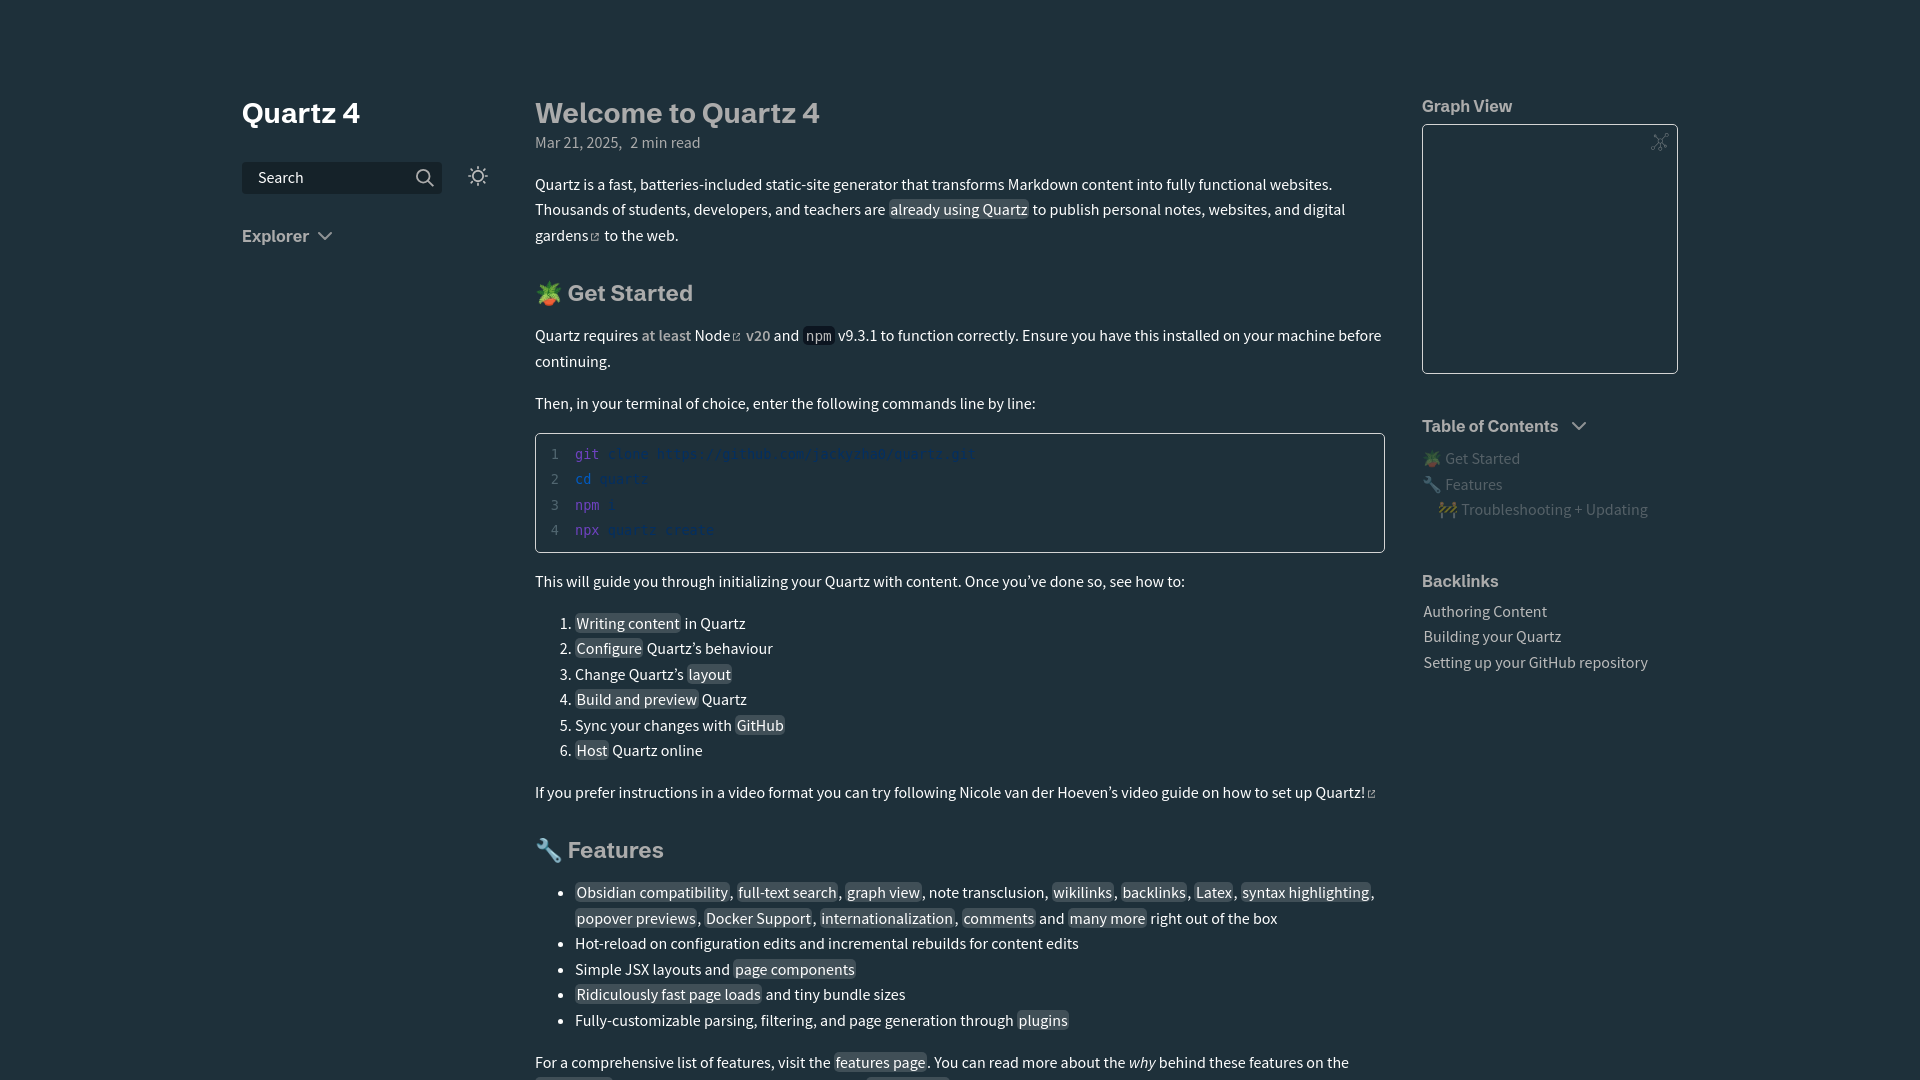 Quartz 4
Search
Explorer
Welcome to Quartz 4
Mar 21, 2025, 2 min read
Quartz is a fast, batteries-included static-site generator that transforms Markdown content into fully functional websites.
Thousands of students, developers, and teachers are already using Quartz to publish personal notes, websites, and digital
gardens to the web.
🪴 Get Started
Quartz requires at least Node v20 and npm v9.3.1 to function correctly. Ensure you have this installed on your machine before
continuing.
Then, in your terminal of choice, enter the following commands line by line:
1 git clone https://github.com/jackyzha0/quartz.git
2 cd quartz
3 npm i
4 npx quartz create
This will guide you through initializing your Quartz with content. Once you’ve done so, see how to:
1. Writing content in Quartz
2. Configure Quartz’s behaviour
3. Change Quartz’s layout
4. Build and preview Quartz
5. Sync your changes with GitHub
6. Host Quartz online
If you prefer instructions in a video format you can try following Nicole van der Hoeven’s video guide on how to set up Quartz!
🔧 Features
• Obsidian compatibility, full-text search, graph view, note transclusion, wikilinks, backlinks, Latex, syntax highlighting,
popover previews, Docker Support, internationalization, comments and many more right out of the box
• Hot-reload on configuration edits and incremental rebuilds for content edits
• Simple JSX layouts and page components
• Ridiculously fast page loads and tiny bundle sizes
• Fully-customizable parsing, filtering, and page generation through plugins
For a comprehensive list of features, visit the features page. You can read more about the why behind these features on the
Graph View
Table of Contents
🪴 Get Started
🔧 Features
🚧 Troubleshooting + Updating
Backlinks
Authoring Content
Building your Quartz
Setting up your GitHub repository